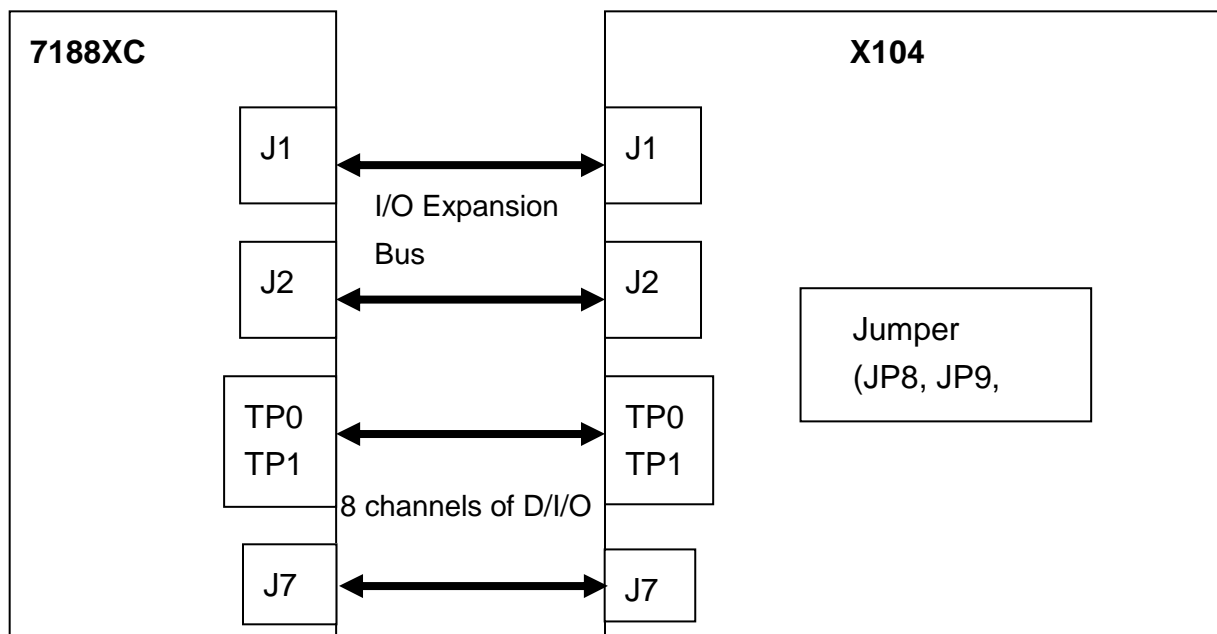 7188XC
X104
J1
J1
I/O Expansion
Bus
J2
J2
Jumper
(JP8, JP9,
TP0
TP1
TP0
TP1
8 channels of D/I/O
J7
J7